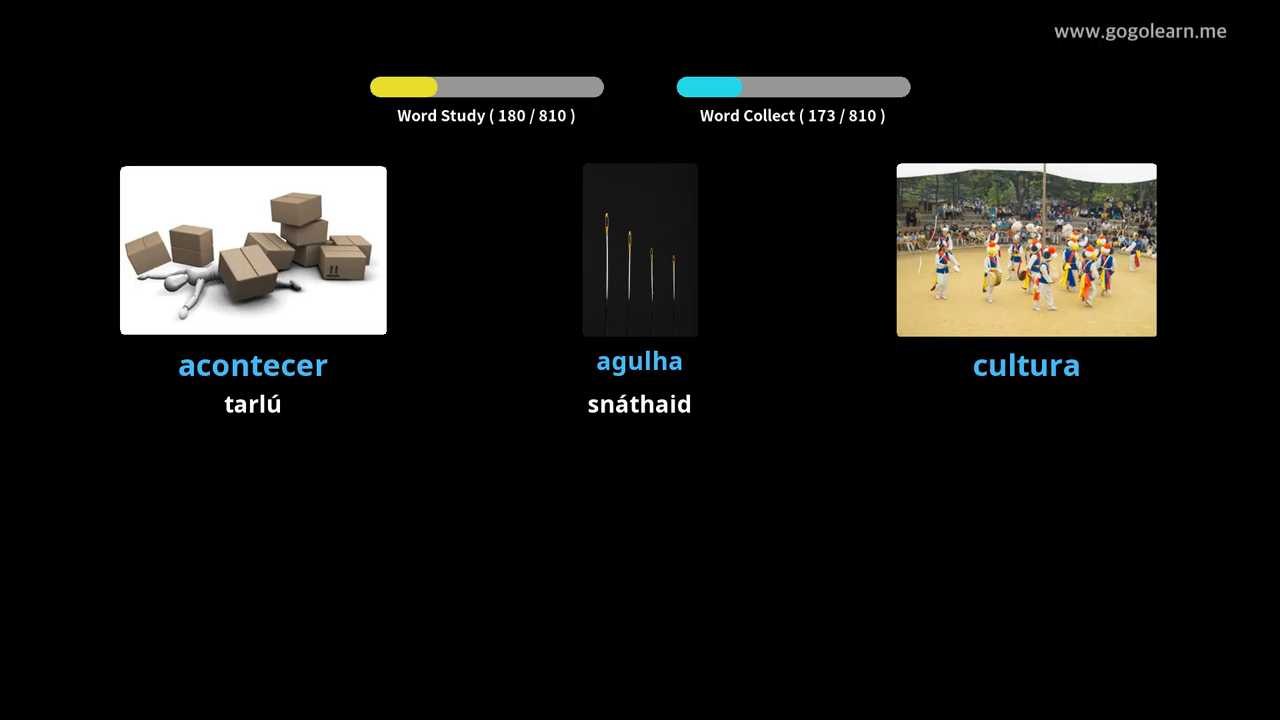 www.gogolearn.me
Word Study ( 180 / 810 )
Word Collect ( 173 / 810 )
acontecer
tarlú
agulha
snáthaid
cultura